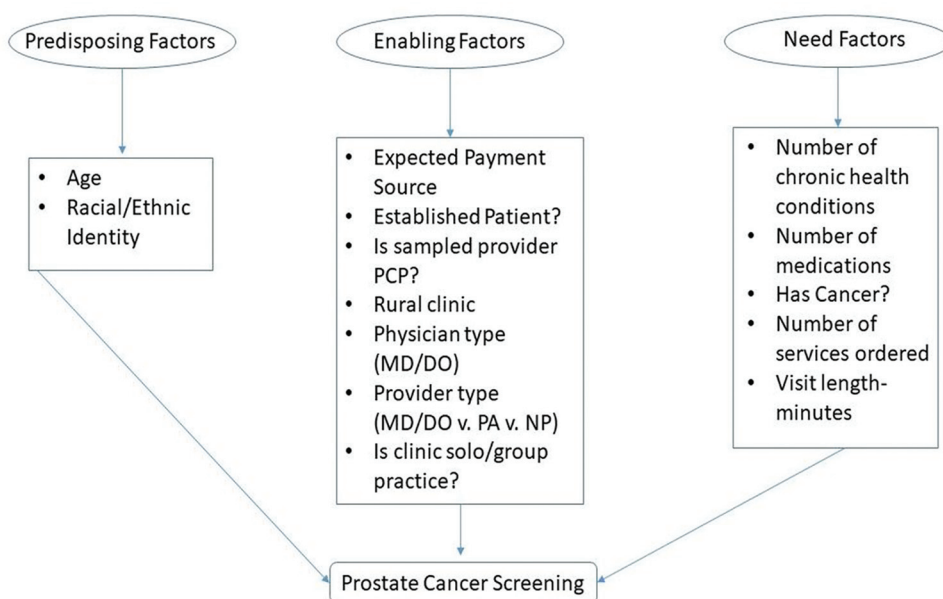 Predisposing Factors
Enabling Factors
Need Factors
• Age
• Racial/Ethnic
Identity
• Expected Payment
Source
• Established Patient?
• Is sampled provider
PCP?
• Rural clinic
• Physician type
(MD/DO)
• Provider type
(MD/DO v. PA v. NP)
• Is clinic solo/group
practice?
• Number of
chronic health
conditions
• Number of
medications
• Has Cancer?
• Number of
services ordered
• Visit length-
minutes
Prostate Cancer Screening